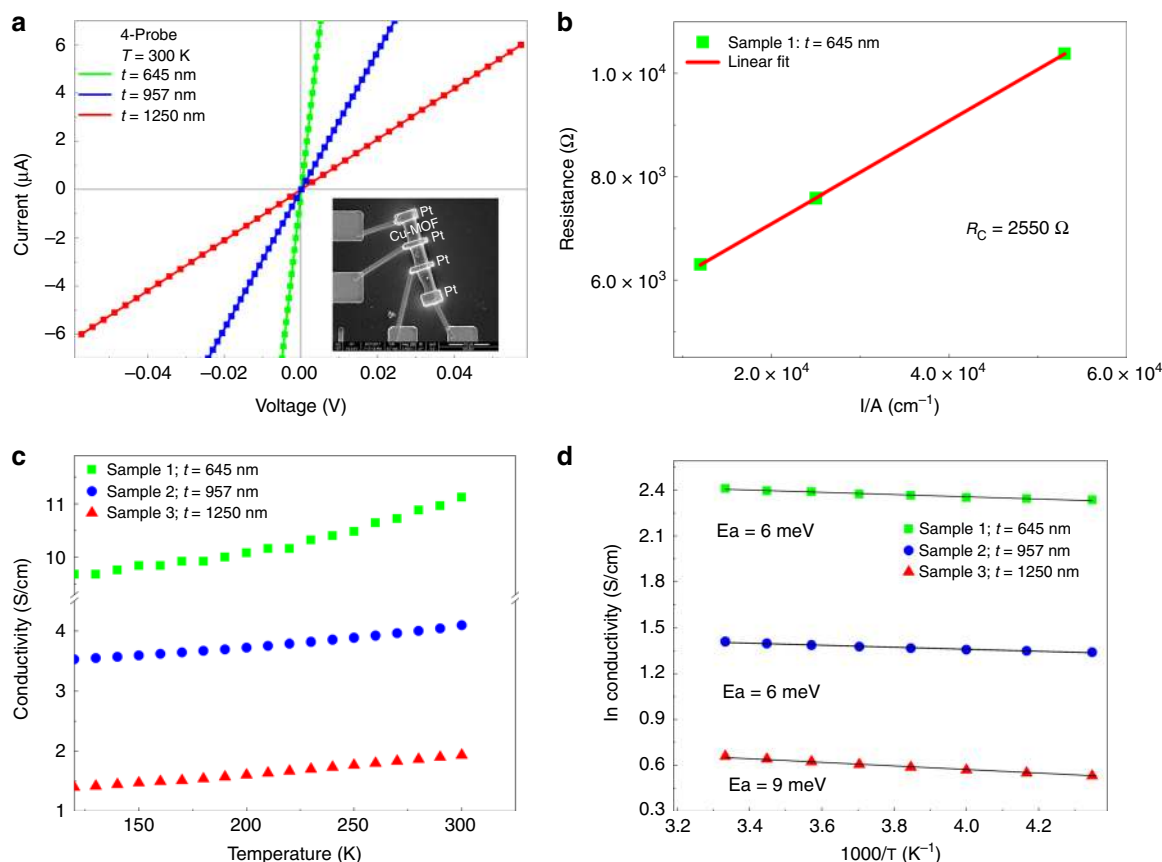 a
4-Probe
T = 300 K
t = 645 nm
t = 957 nm
t = 1250 nm
6
4
2
0
−2
−4
−6
Current (μA)
−0.04
−0.02
0.00
0.02
0.04
Voltage (V)
Pt
Cu-MOF
Pt
Pt
Pt
b
Sample 1: t = 645 nm
Linear fit
1.0 × 10⁴
8.0 × 10³
6.0 × 10³
Resistance (Ω)
R_C = 2550 Ω
2.0 × 10⁴
4.0 × 10⁴
6.0 × 10⁴
I/A (cm⁻¹)
c
Sample 1; t = 645 nm
Sample 2; t = 957 nm
Sample 3; t = 1250 nm
11
10
4
3
2
1
Conductivity (S/cm)
150
200
250
300
Temperature (K)
d
2.4
2.1
1.8
1.5
1.2
0.9
0.6
0.3
In conductivity (S/cm)
Ea = 6 meV
Sample 1; t = 645 nm
Sample 2; t = 957 nm
Sample 3; t = 1250 nm
Ea = 6 meV
Ea = 9 meV
3.2
3.4
3.6
3.8
4.0
4.2
1000/T (K⁻¹)